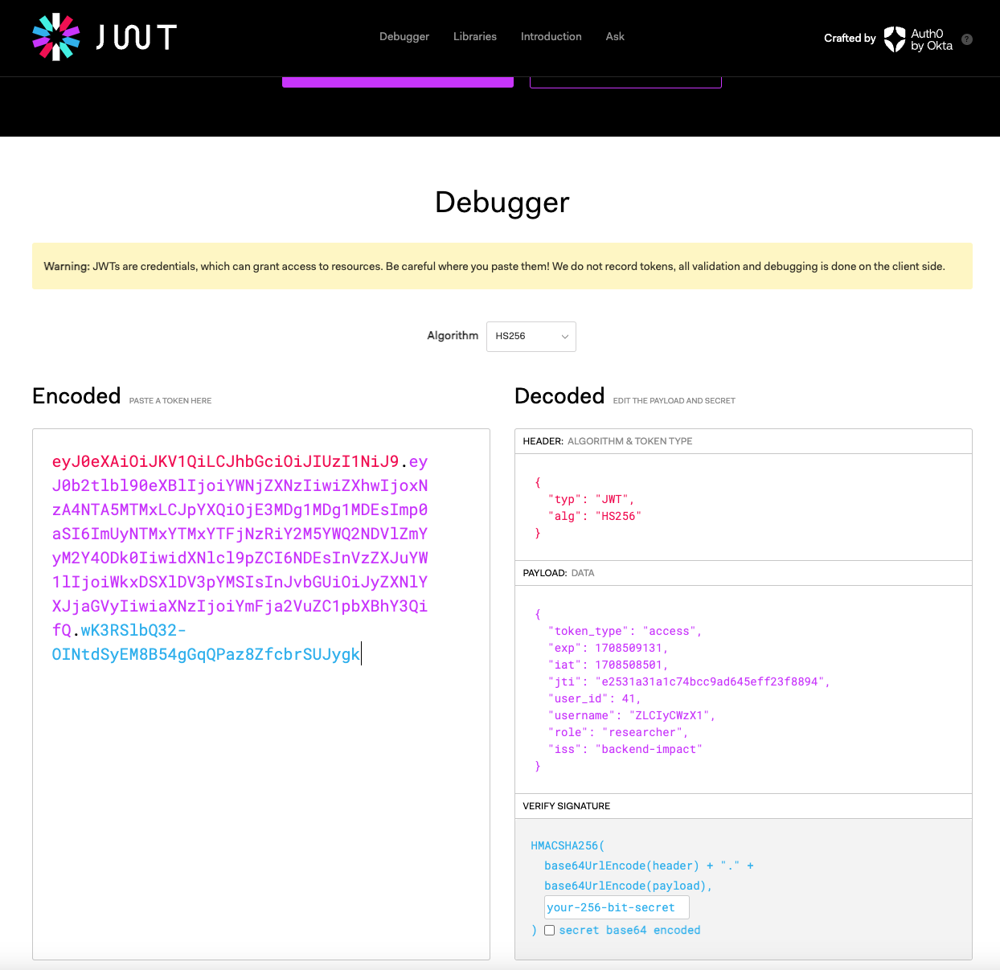 JWT
Debugger
Libraries
Introduction
Ask
Crafted by
Auth0
by Okta
?
Debugger
Warning: JWTs are credentials, which can grant access to resources. Be careful where you paste them! We do not record tokens, all validation and debugging is done on the client side.
Algorithm
HS256
Encoded PASTE A TOKEN HERE
eyJ0eXAiOiJKV1QiLCJhbGciOiJIUzI1NiJ9.ey
J0b2tlbl90eXBlIjoiYWNjZXNzIiwiZXhwIjoxN
zA4NTA5MTMxLCJpYXQiOjE3MDg1MDg1MDEsImp0
aSI6ImUyNTMxYTMxYTFjNzRiY2M5YWQ2NDVlZmY
yM2Y4ODk0IiwidXNlcl9pZCI6NDEsInVzZXJuYW
1lIjoiWkxDSXlDV3pYMSIsInJvbGUiOiJyZXNlY
XJjaGVyIiwiaXNzIjoiYmFja2VuZC1pbXBhY3Qi
fQ.wK3RSlbQ32-
OINtdSyEM8B54gGqQPaz8ZfcbrSUJygk
Decoded EDIT THE PAYLOAD AND SECRET
HEADER: ALGORITHM & TOKEN TYPE
{
"typ": "JWT",
"alg": "HS256"
}
PAYLOAD: DATA
{
"token_type": "access",
"exp": 1708509131,
"iat": 1708508501,
"jti": "e2531a31a1c74bcc9ad645eff23f8894",
"user_id": 41,
"username": "ZLCIyCWzX1",
"role": "researcher",
"iss": "backend-impact"
}
VERIFY SIGNATURE
HMACSHA256(
base64UrlEncode(header) + "." +
base64UrlEncode(payload),
your-256-bit-secret
) secret base64 encoded